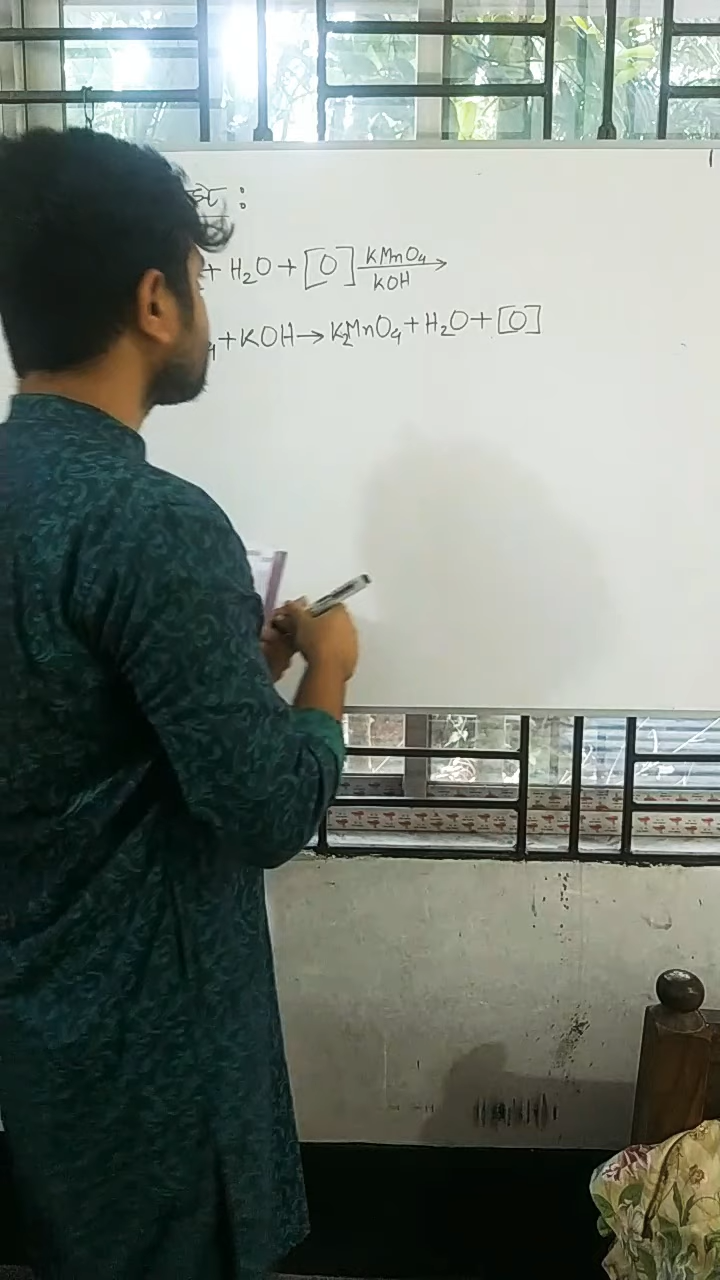 + H₂O + [O] KMnO₄ / KOH →
+ KOH → K₂MnO₄ + H₂O + [O]